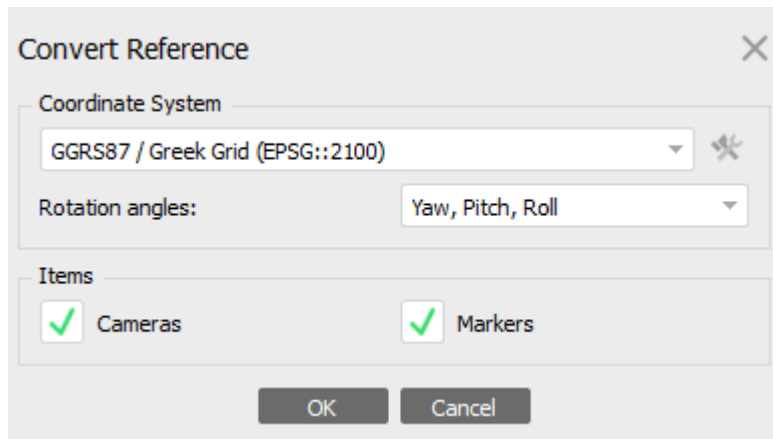 Convert Reference
Coordinate System
GGRS87 / Greek Grid (EPSG::2100)
Rotation angles: Yaw, Pitch, Roll
Items
Cameras Markers
OK Cancel